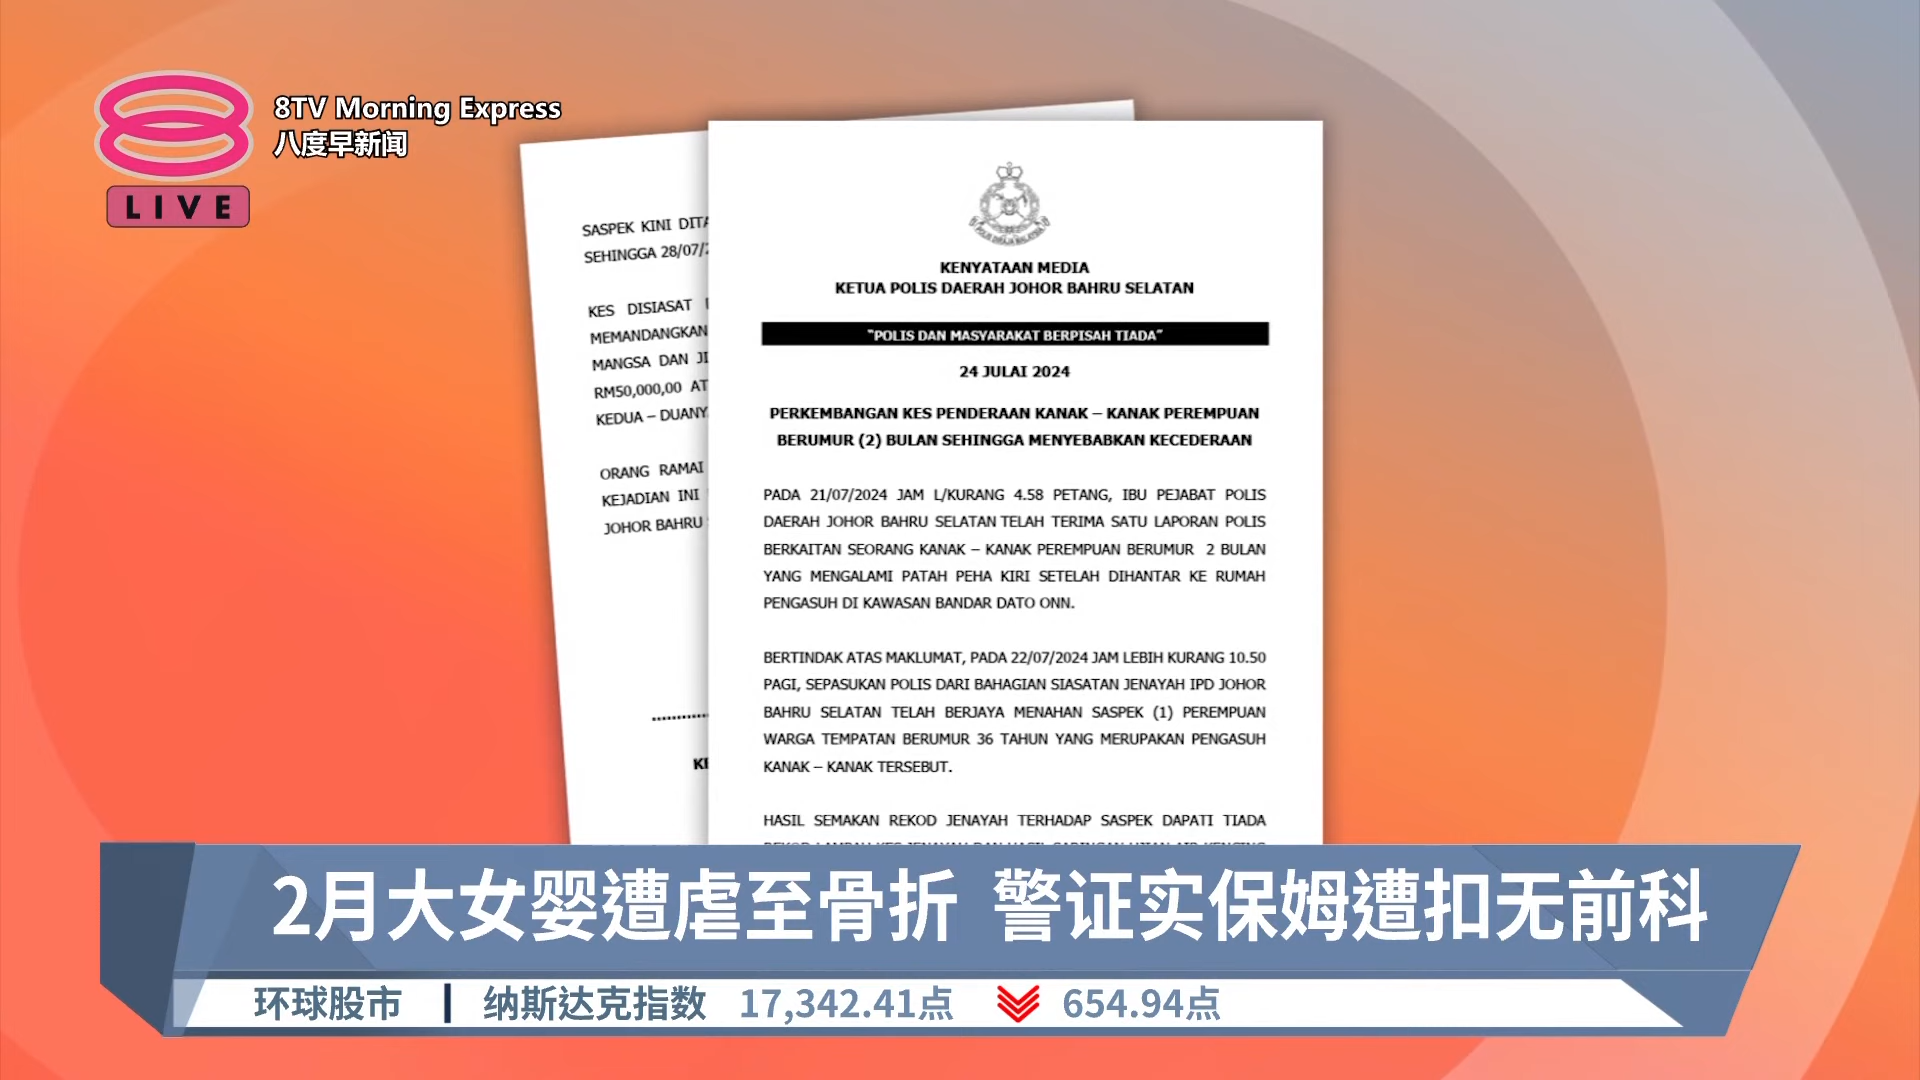 8TV Morning Express
八度早新闻
LIVE
SASPEK KINI
SEHINGGA
KES DISIASAT
MEMANDANGKAN
MANGSA DAN
RM50,000,00
KEDUA –
ORANG RAMAI
KEJADIAN INI
JOHOR BAHRU
KENYATAAN MEDIA
KETUA POLIS DAERAH JOHOR BAHRU SELATAN
"POLIS DAN MASYARAKAT BERPISAH TIADA"
24 JULAI 2024
PERKEMBANGAN KES PENDERAAN KANAK – KANAK PEREMPUAN
BERUMUR (2) BULAN SEHINGGA MENYEBABKAN KECEDERAAN
PADA 21/07/2024 JAM L/KURANG 4.58 PETANG, IBU PEJABAT POLIS
DAERAH JOHOR BAHRU SELATAN TELAH TERIMA SATU LAPORAN POLIS
BERKAITAN SEORANG KANAK – KANAK PEREMPUAN BERUMUR 2 BULAN
YANG MENGALAMI PATAH PEHA KIRI SETELAH DIHANTAR KE RUMAH
PENGASUH DI KAWASAN BANDAR DATO ONN.
BERTINDAK ATAS MAKLUMAT, PADA 22/07/2024 JAM LEBIH KURANG 10.50
PAGI, SEPASUKAN POLIS DARI BAHAGIAN SIASATAN JENAYAH IPD JOHOR
BAHRU SELATAN TELAH BERJAYA MENAHAN SASPEK (1) PEREMPUAN
WARGA TEMPATAN BERUMUR 36 TAHUN YANG MERUPAKAN PENGASUH
KANAK – KANAK TERSEBUT.
HASIL SEMAKAN REKOD JENAYAH TERHADAP SASPEK DAPATI TIADA
2月大女婴遭虐至骨折 警证实保姆遭扣无前科
环球股市 | 纳斯达克指数 17,342.41点 654.94点